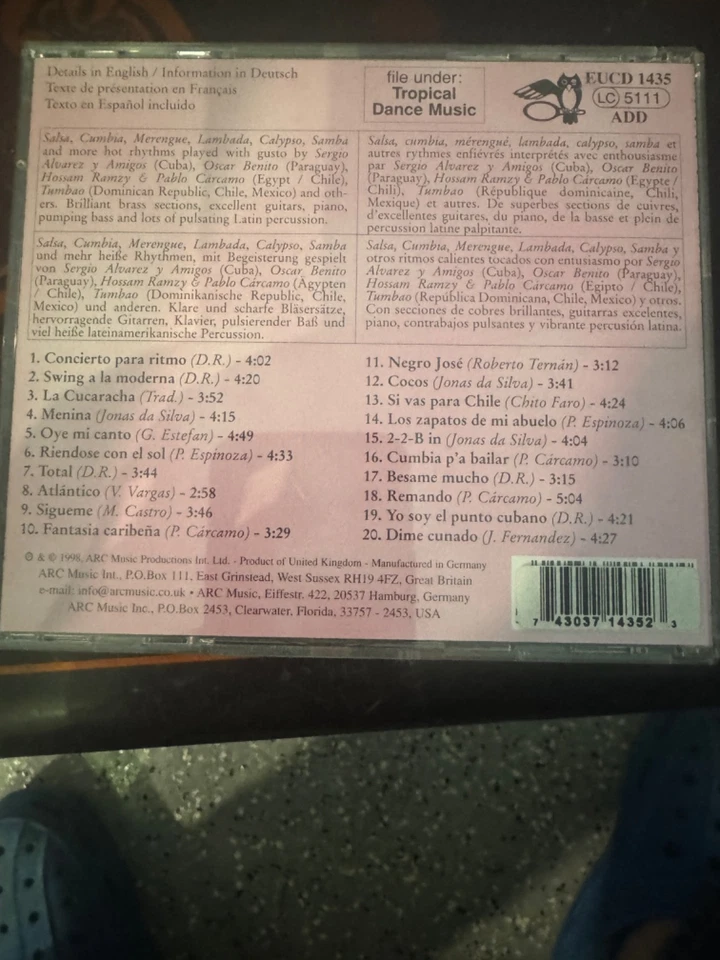 Details in English / Information in Deutsch
Texte de présentation en Français
Texto en Español incluido
file under:
Tropical
Dance Music
EUCD 1435
LC 5111
ADD
Salsa, Cumbia, Merengue, Lambada, Calypso, Samba
and more hot rhythms played with gusto by Sergio
Alvarez y Amigos (Cuba), Oscar Benito (Paraguay),
Hossam Ramzy & Pablo Cárcamo (Egypt / Chile),
Tumbao (Dominican Republic, Chile, Mexico) and oth-
ers. Brilliant brass sections, excellent guitars, piano,
pumping bass and lots of pulsating Latin percussion.
Salsa, cumbia, mérengué, lambada, calypso, samba et
autres rythmes enfiévrés interprétés avec enthousiasme
par Sergio Alvarez y Amigos (Cuba), Oscar Benito
(Paraguay), Hossam Ramzy & Pablo Cárcamo (Egypte /
Chili), Tumbao (République dominicaine, Chili,
Mexique) et autres. De superbes sections de cuivres,
d'excellentes guitares, du piano, de la basse et plein de
percussion latine palpitante.
Salsa, Cumbia, Merengue, Lambada, Calypso, Samba
und mehr heiße Rhythmen, mit Begeisterung gespielt
von Sergio Alvarez y Amigos (Cuba), Oscar Benito
(Paraguay), Hossam Ramzy & Pablo Cárcamo (Ägypten
/ Chile), Tumbao (Dominikanische Republic, Chile,
Mexico) und anderen. Klare und scharfe Bläsersätze,
hervorragende Gitarren, Klavier, pulsierender Baß und
viel heiße lateinamerikanische Percussion.
Salsa, Cumbia, Merengue, Lambada, Calypso, Samba y
otros ritmos calientes tocados con entusiasmo por Sergio
Alvarez y Amigos (Cuba), Oscar Benito (Paraguay),
Hossam Ramzy & Pablo Cárcamo (Egipto / Chile),
Tumbao (República Dominicana, Chile, Mexico) y otros.
Con secciones de cobres brillantes, guitarras excelentes,
piano, contrabajos pulsantes y vibrante percusión latina.
1. Concierto para ritmo (D.R.) - 4:02
2. Swing a la moderna (D.R.) - 4:20
3. La Cucaracha (Trad.) - 3:52
4. Menina (Jonas da Silva) - 4:15
5. Oye mi canto (G. Estefan) - 4:49
6. Riendose con el sol (P. Espinoza) - 4:33
7. Total (D.R.) - 3:44
8. Atlántico (V. Vargas) - 2:58
9. Sigueme (M. Castro) - 3:46
10. Fantasia caribeña (P. Cárcamo) - 3:29
11. Negro José (Roberto Ternán) - 3:12
12. Cocos (Jonas da Silva) - 3:41
13. Si vas para Chile (Chito Faro) - 4:24
14. Los zapatos de mi abuelo (P. Espinoza) - 4:06
15. 2-2-B in (Jonas da Silva) - 4:04
16. Cumbia p'a bailar (P. Cárcamo) - 3:10
17. Besame mucho (D.R.) - 3:15
18. Remando (P. Cárcamo) - 5:04
19. Yo soy el punto cubano (D.R.) - 4:21
20. Dime cunado (J. Fernandez) - 4:27
℗ & © 1998, ARC Music Productions Int. Ltd. - Product of United Kingdom - Manufactured in Germany
ARC Music Int., P.O.Box 111, East Grinstead, West Sussex RH19 4FZ, Great Britain
e-mail: info@arcmusic.co.uk • ARC Music, Eiffestr. 422, 20537 Hamburg, Germany
ARC Music Inc., P.O.Box 2453, Clearwater, Florida, 33757 - 2453, USA
7 43037 14352 3